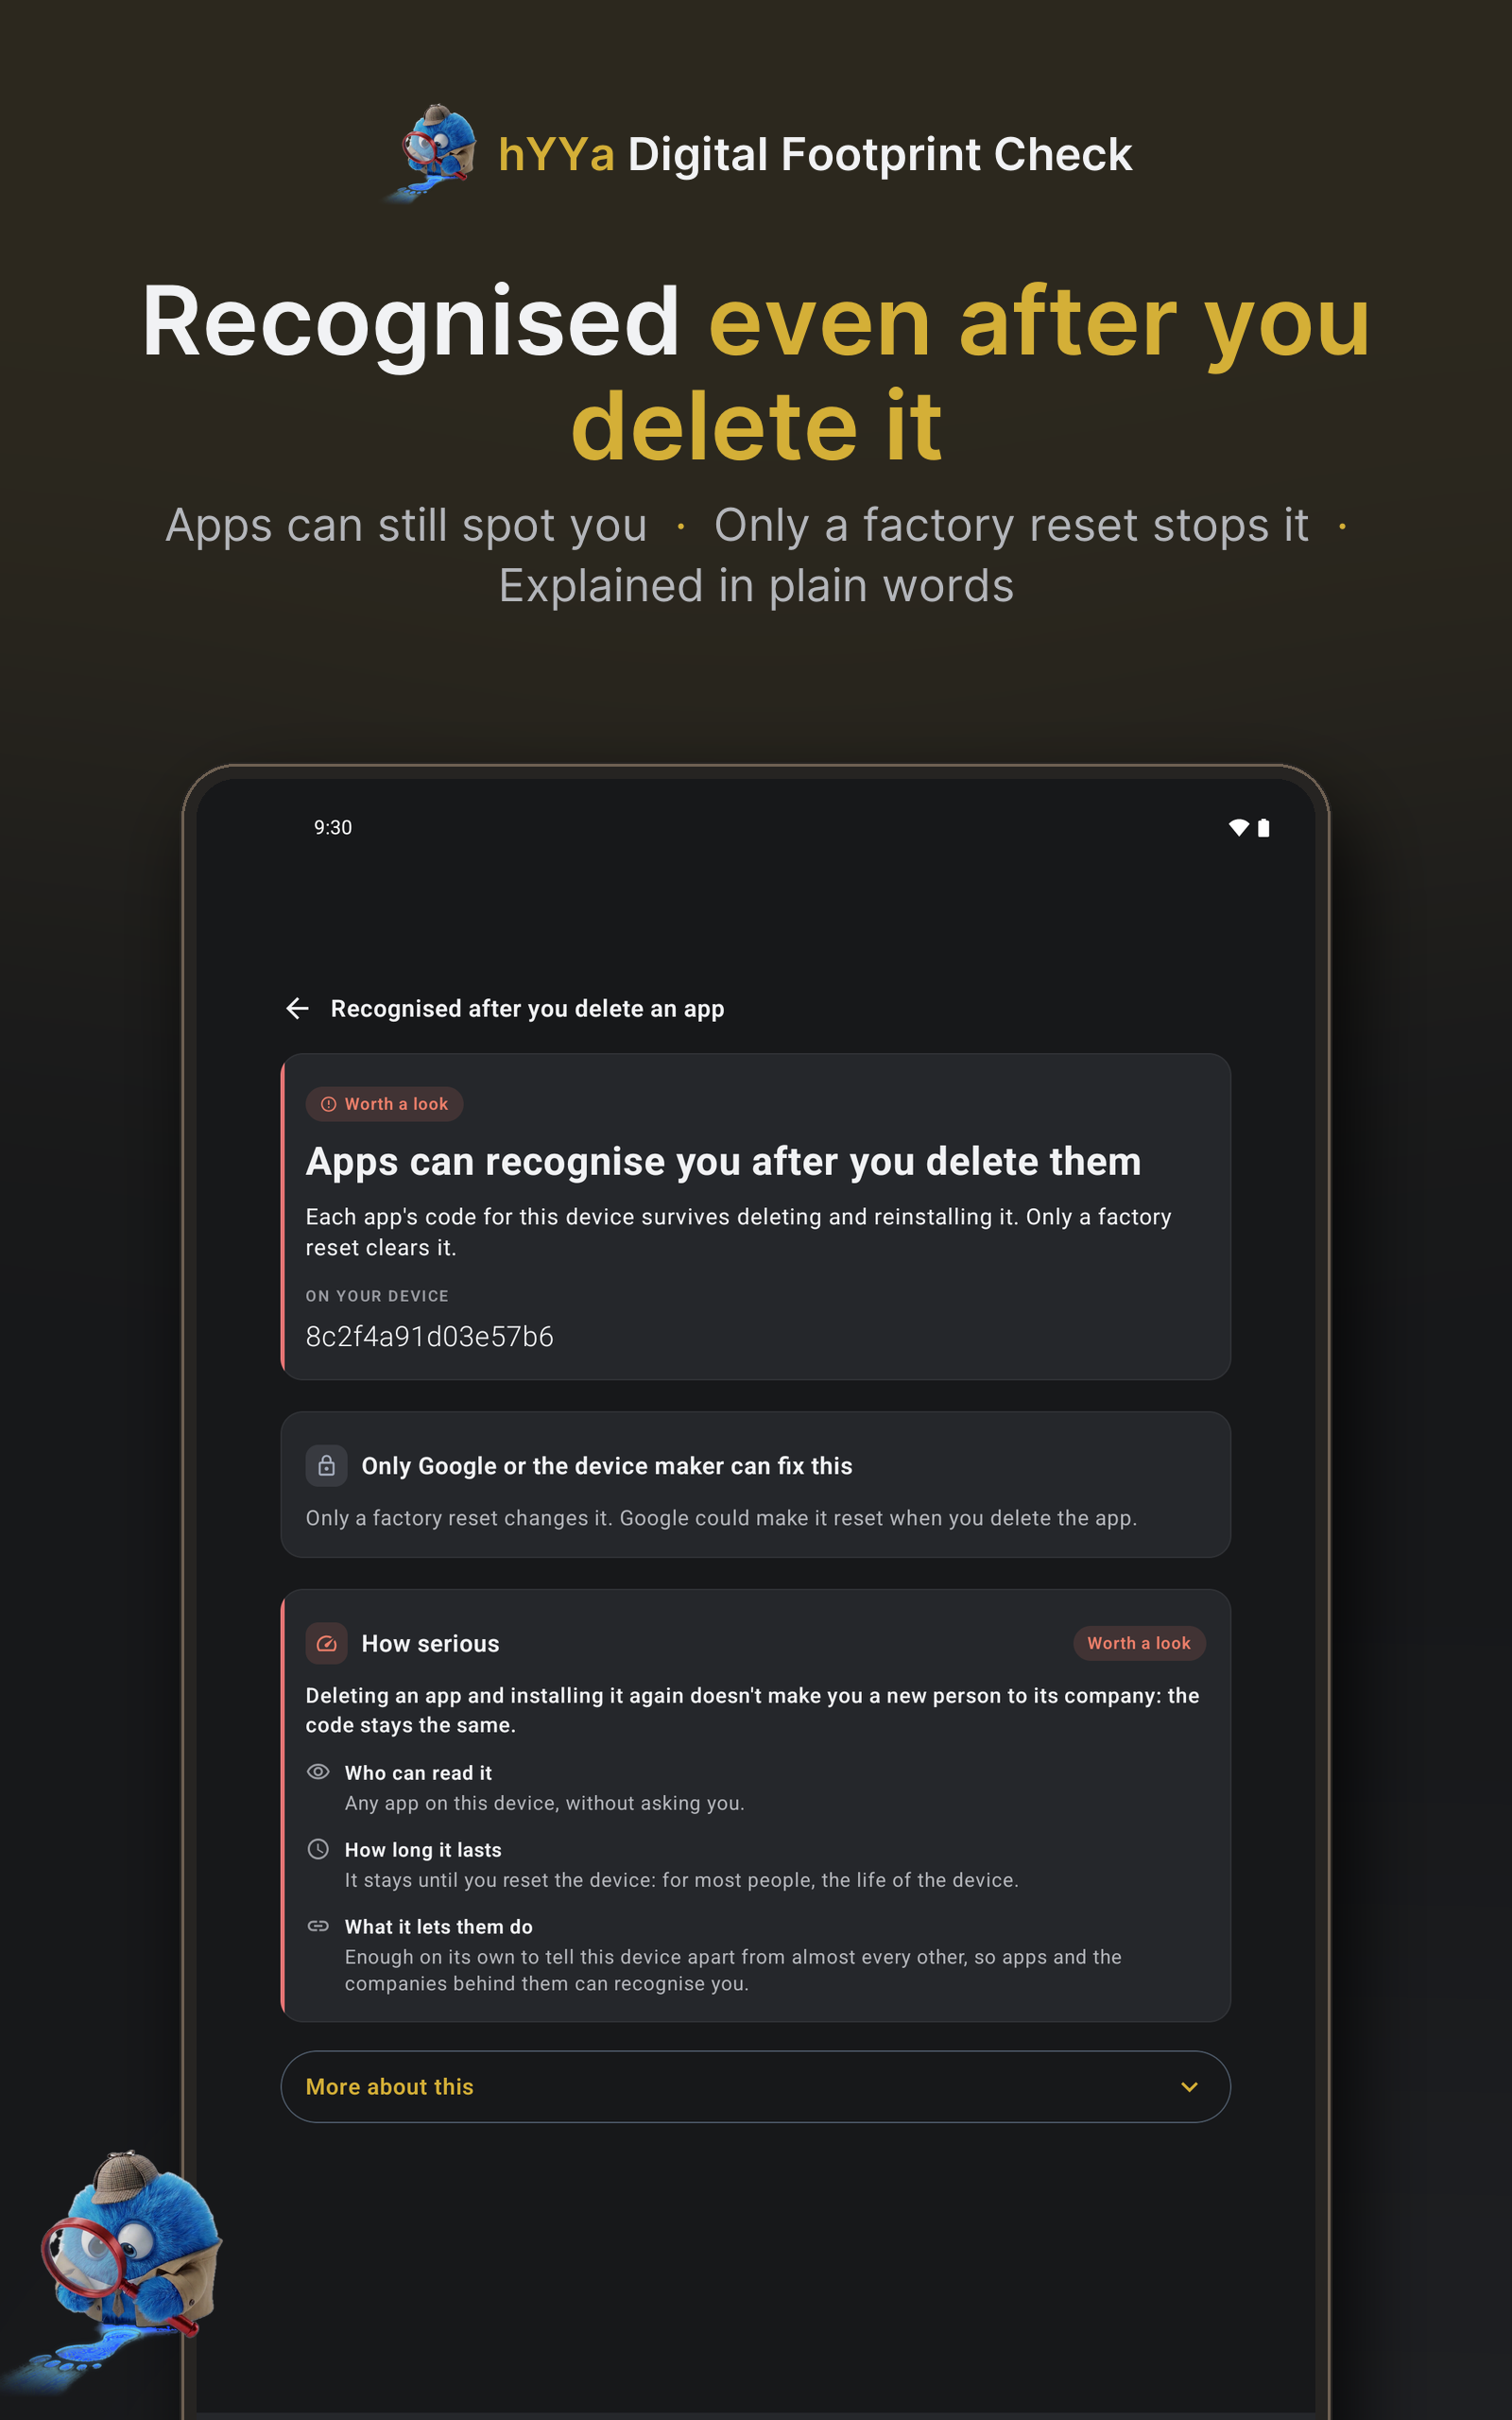 hYYa Digital Footprint Check
Recognised even after you
delete it
Apps can still spot you · Only a factory reset stops it ·
Explained in plain words
9:30
Recognised after you delete an app
Worth a look
Apps can recognise you after you delete them
Each app's code for this device survives deleting and reinstalling it. Only a factory
reset clears it.
ON YOUR DEVICE
8c2f4a91d03e57b6
Only Google or the device maker can fix this
Only a factory reset changes it. Google could make it reset when you delete the app.
How serious
Worth a look
Deleting an app and installing it again doesn't make you a new person to its company: the
code stays the same.
Who can read it
Any app on this device, without asking you.
How long it lasts
It stays until you reset the device: for most people, the life of the device.
What it lets them do
Enough on its own to tell this device apart from almost every other, so apps and the
companies behind them can recognise you.
More about this